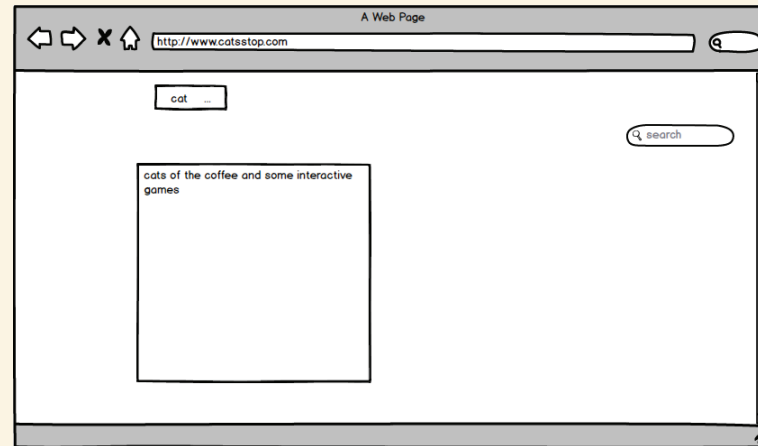 A Web Page
http://www.catsstop.com
cat ...
search
cats of the coffee and some interactive
games